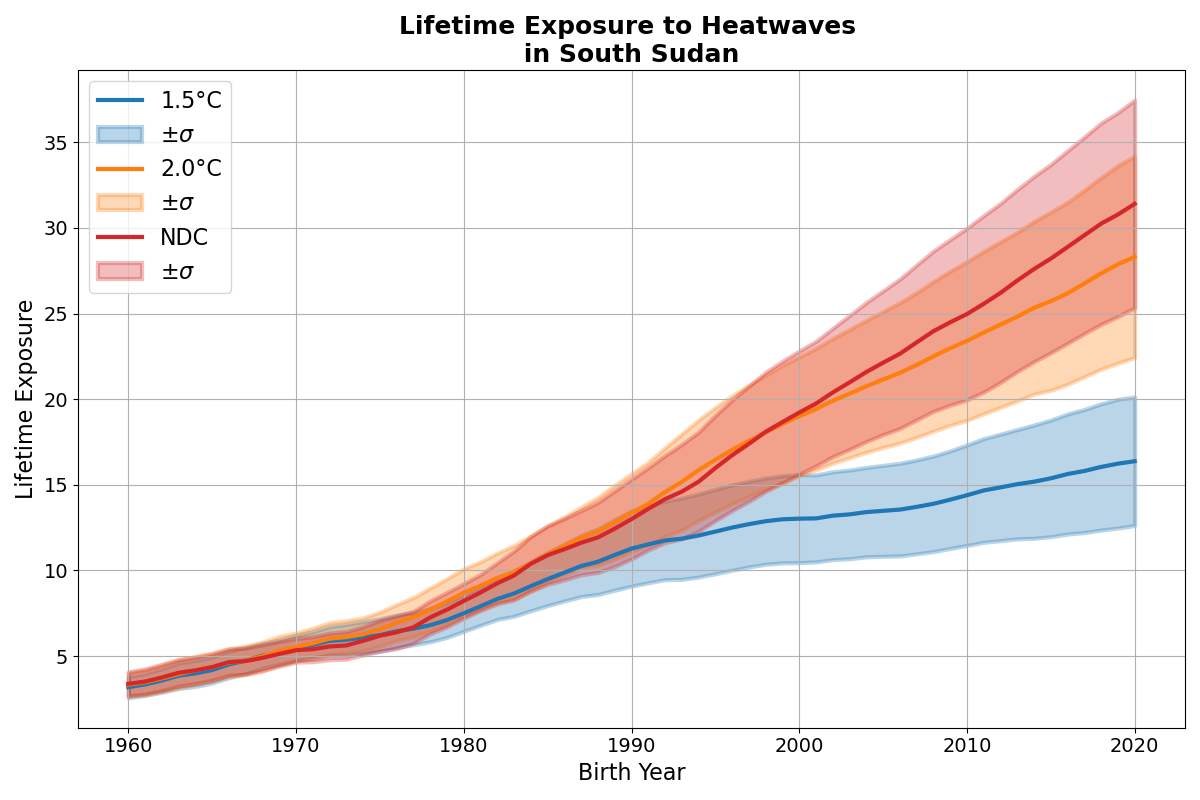 Lifetime Exposure to Heatwaves
in South Sudan
1.5°C
±σ
2.0°C
±σ
NDC
±σ
Lifetime Exposure
35
30
25
20
15
10
5
1960
1970
1980
1990
2000
2010
2020
Birth Year